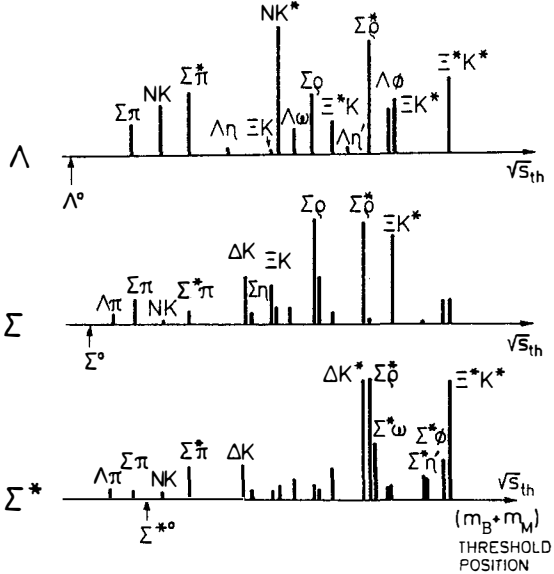 NK*
Σρ*
Σ*π
Σρ
Ξ*K*
NK
Λφ
Ξ*K
ΞK*
Σπ
Λη
ΞK
Λω
Λη'
Λ
√s_th
Λ°
Σρ
Σρ*
ΞK*
ΔK
ΞK
Λπ
Σπ
NK
Σ*π
Ση
Σ
√s_th
Σ°
ΔK*
Σρ*
Ξ*K*
Σ*ω
Σ*φ
Σ*η'
Λπ
Σπ
NK
Σ*π
ΔK
Σ*
√s_th
Σ*°
(m_B+m_M)
THRESHOLD
POSITION